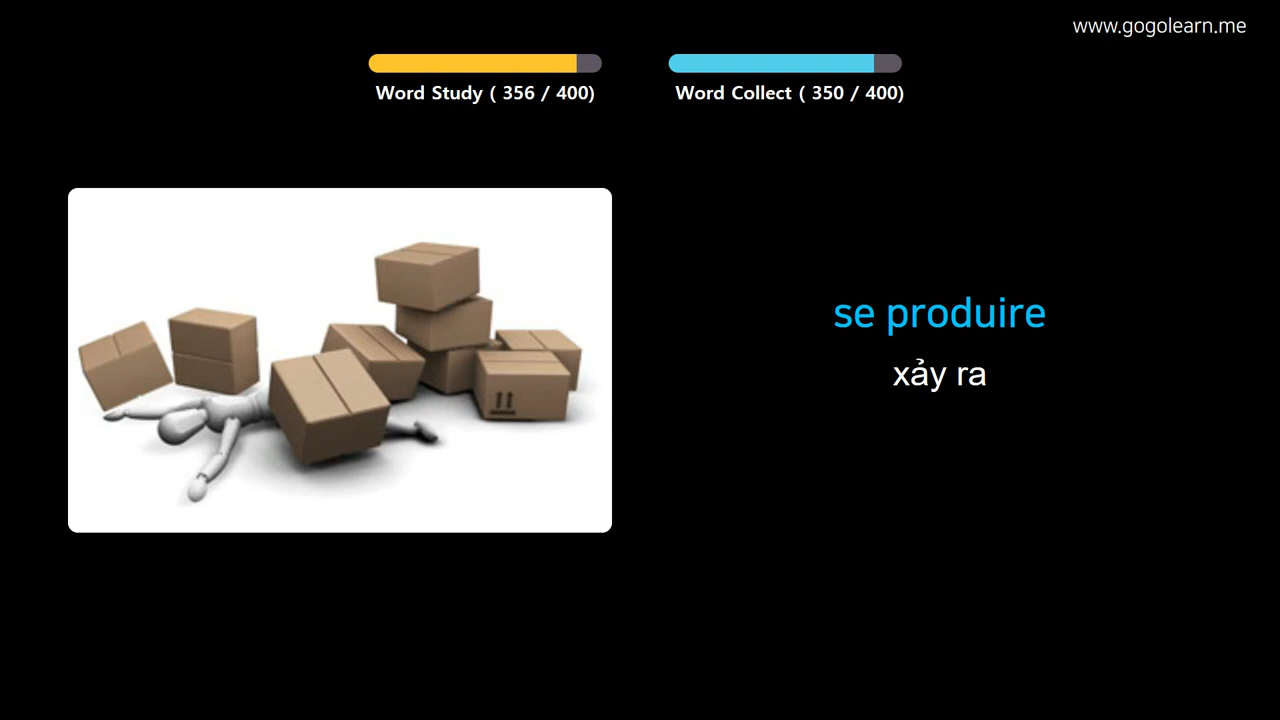 www.gogolearn.me
Word Study ( 356 / 400)
Word Collect ( 350 / 400)
se produire
xảy ra